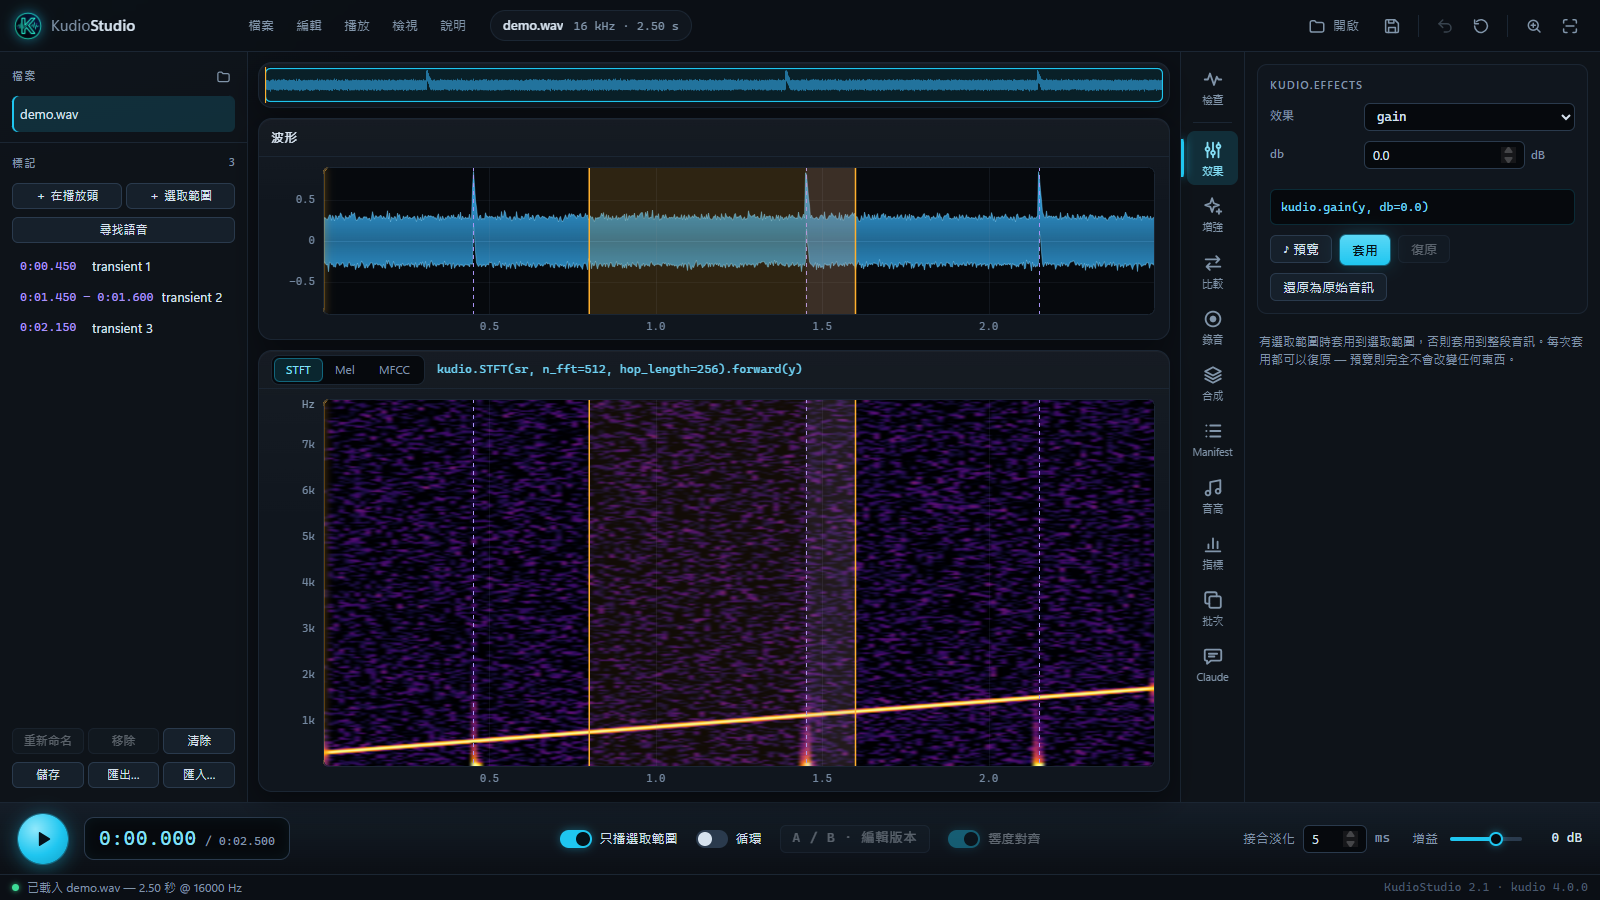 KudioStudio
檔案 編輯 播放 檢視 說明
demo.wav 16 kHz · 2.50 s
開啟
檔案
demo.wav
標記 3
+ 在播放頭 + 選取範圍
尋找語音
0:00.450 transient 1
0:01.450 – 0:01.600 transient 2
0:02.150 transient 3
重新命名 移除 清除
儲存 匯出... 匯入...
波形
0.5
0
−0.5
0.5 1.0 1.5 2.0
STFT Mel MFCC kudio.STFT(sr, n_fft=512, hop_length=256).forward(y)
Hz
7k
6k
5k
4k
3k
2k
1k
0.5 1.0 1.5 2.0
檢查
效果
增強
比較
錄音
合成
Manifest
音高
指標
批次
Claude
KUDIO.EFFECTS
效果 gain
db 0.0 dB
kudio.gain(y, db=0.0)
♪ 預覽 套用 復原
還原為原始音訊
有選取範圍時套用到選取範圍，否則套用到整段音訊。每次套
用都可以復原 — 預覽則完全不會改變任何東西。
0:00.000 / 0:02.500
只播選取範圍 循環 A / B · 編輯版本 響度對齊
接合淡化 5 ms 增益 0 dB
已載入 demo.wav — 2.50 秒 @ 16000 Hz
KudioStudio 2.1 · kudio 4.0.0